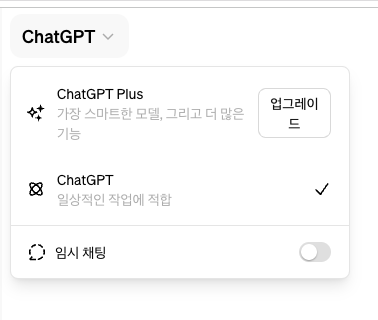 ChatGPT
ChatGPT Plus
가장 스마트한 모델, 그리고 더 많은
기능
업그레이
드
ChatGPT
일상적인 작업에 적합
임시 채팅